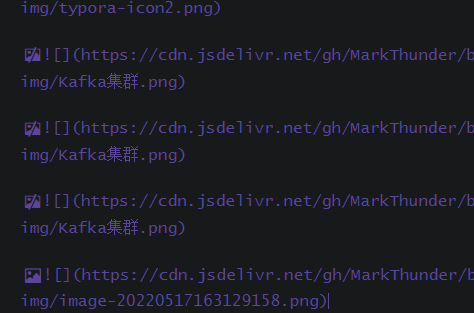 img/typora-icon2.png)
![](https://cdn.jsdelivr.net/gh/MarkThunder/b
img/Kafka集群.png)
![](https://cdn.jsdelivr.net/gh/MarkThunder/b
img/Kafka集群.png)
![](https://cdn.jsdelivr.net/gh/MarkThunder/b
img/Kafka集群.png)
![](https://cdn.jsdelivr.net/gh/MarkThunder/b
img/image-20220517163129158.png)